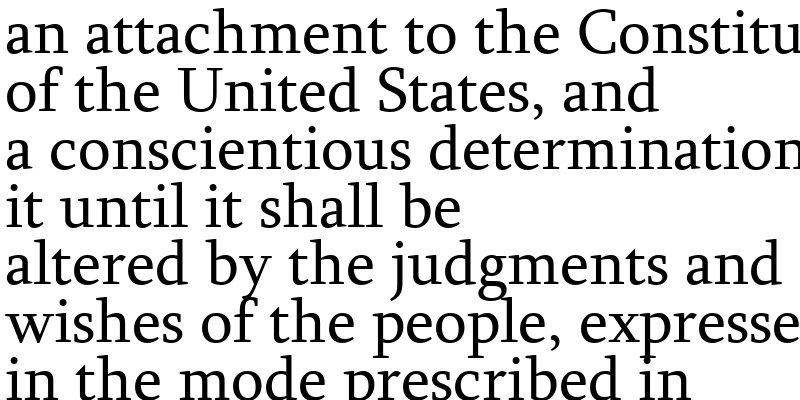 an attachment to the Constitu
of the United States, and
a conscientious determination
it until it shall be
altered by the judgments and
wishes of the people, expresse
in the mode prescribed in